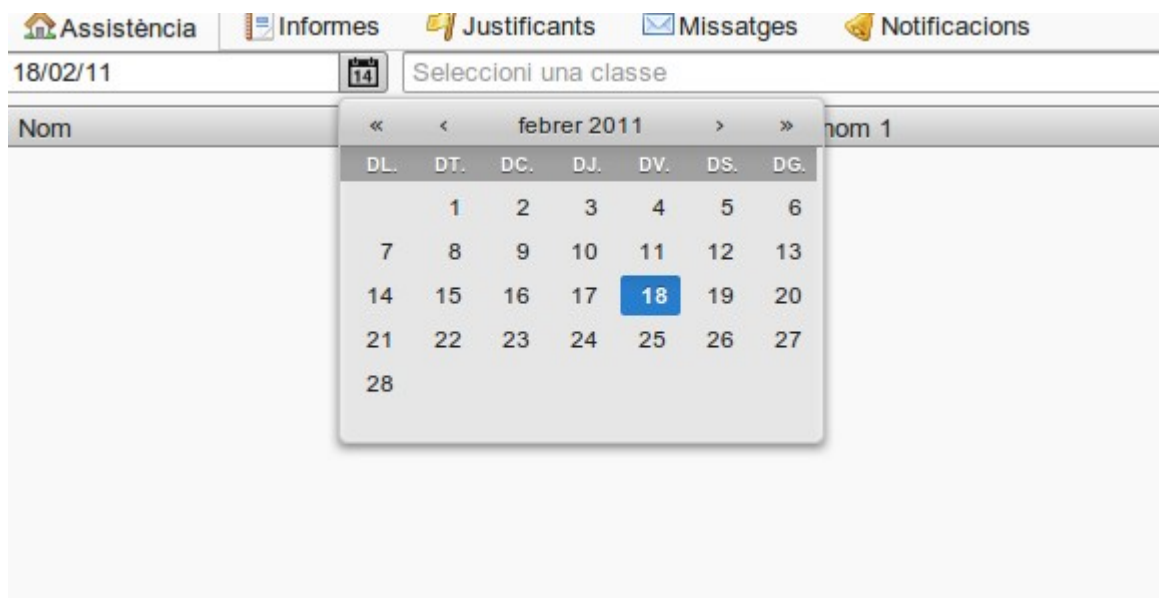 Assistència Informes Justificants Missatges Notificacions
18/02/11 14 Seleccioni una classe
Nom nom 1
« ‹ febrer 2011 › »
DL. DT. DC. DJ. DV. DS. DG.
1 2 3 4 5 6
7 8 9 10 11 12 13
14 15 16 17 18 19 20
21 22 23 24 25 26 27
28